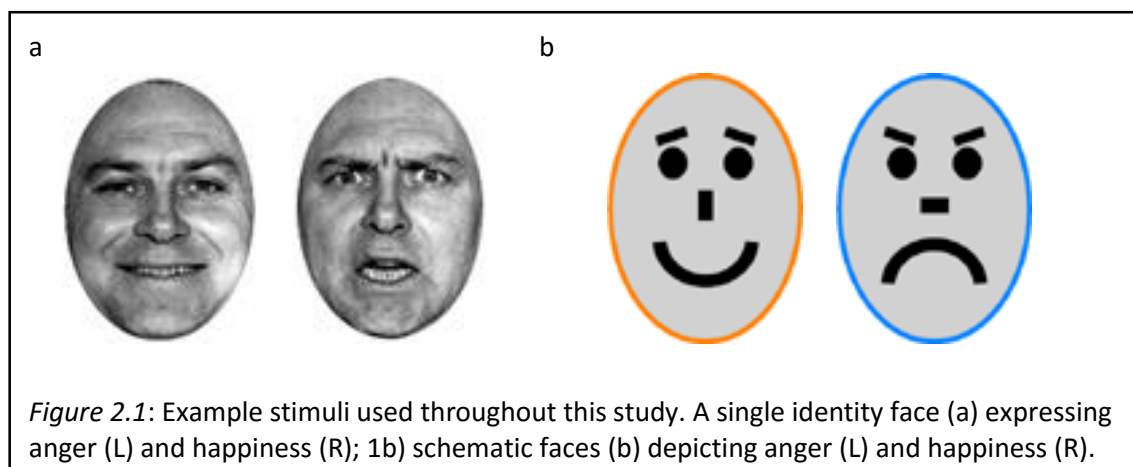 a b
Figure 2.1: Example stimuli used throughout this study. A single identity face (a) expressing
anger (L) and happiness (R); 1b) schematic faces (b) depicting anger (L) and happiness (R).